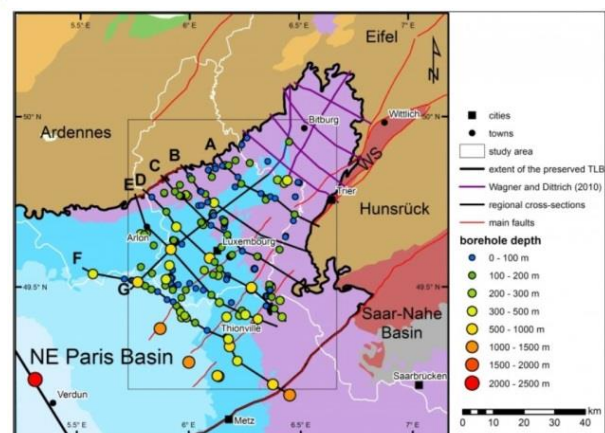 5.5° E
6° E
6.5° E
7° E
Eifel
N
50° N
50° N
Bitburg
Wittlich
Ardennes
A
B
C
D
E
WS
Trier
Hunsrück
Arlon
Luxembourg
F
G
49.5° N
49.5° N
Saar-Nahe
Basin
Thionville
NE Paris Basin
Verdun
Saarbrücken
Metz
5.5° E
6° E
6.5° E
7° E
cities
towns
study area
extent of the preserved TLB
Wagner and Dittrich (2010)
regional cross-sections
main faults
borehole depth
0 - 100 m
100 - 200 m
200 - 300 m
300 - 500 m
500 - 1000 m
1000 - 1500 m
1500 - 2000 m
2000 - 2500 m
0 10 20 30 40
km